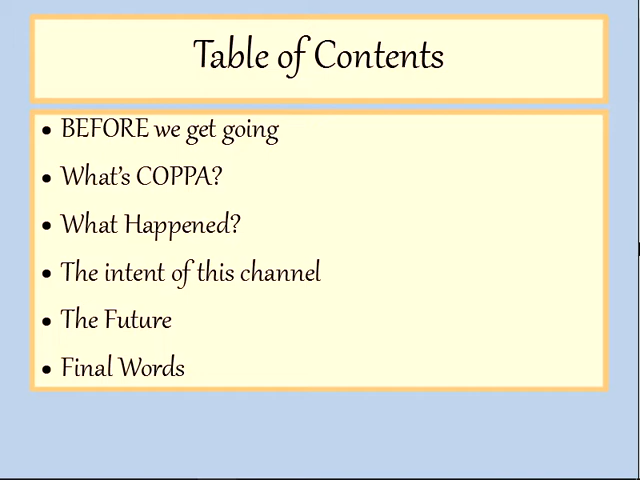 Table of Contents
• BEFORE we get going
• What's COPPA?
• What Happened?
• The intent of this channel
• The Future
• Final Words